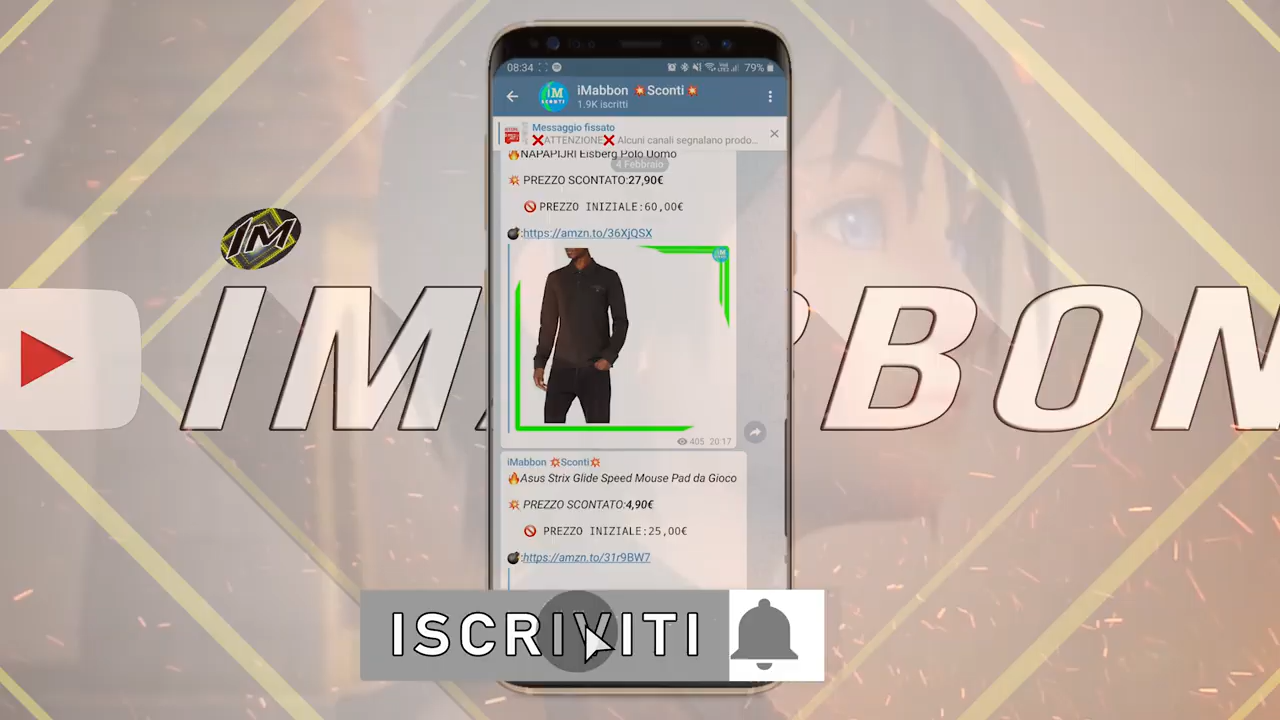 08:34
79%
iMabbon 💥Sconti💥
1.9K iscritti
Messaggio fissato
❌ATTENZIONE❌ Alcuni canali segnalano prodo...
🔥NAPAPIJRI Eisberg Polo Uomo
4 Febbraio
💥 PREZZO SCONTATO:27,90€
🚫 PREZZO INIZIALE:60,00€
💣:https://amzn.to/36XjQSX
405 20:17
iMabbon 💥Sconti💥
🔥Asus Strix Glide Speed Mouse Pad da Gioco
💥 PREZZO SCONTATO:4,90€
🚫 PREZZO INIZIALE:25,00€
💣:https://amzn.to/31r9BW7
IM
IM
BBON
ISCRIVITI